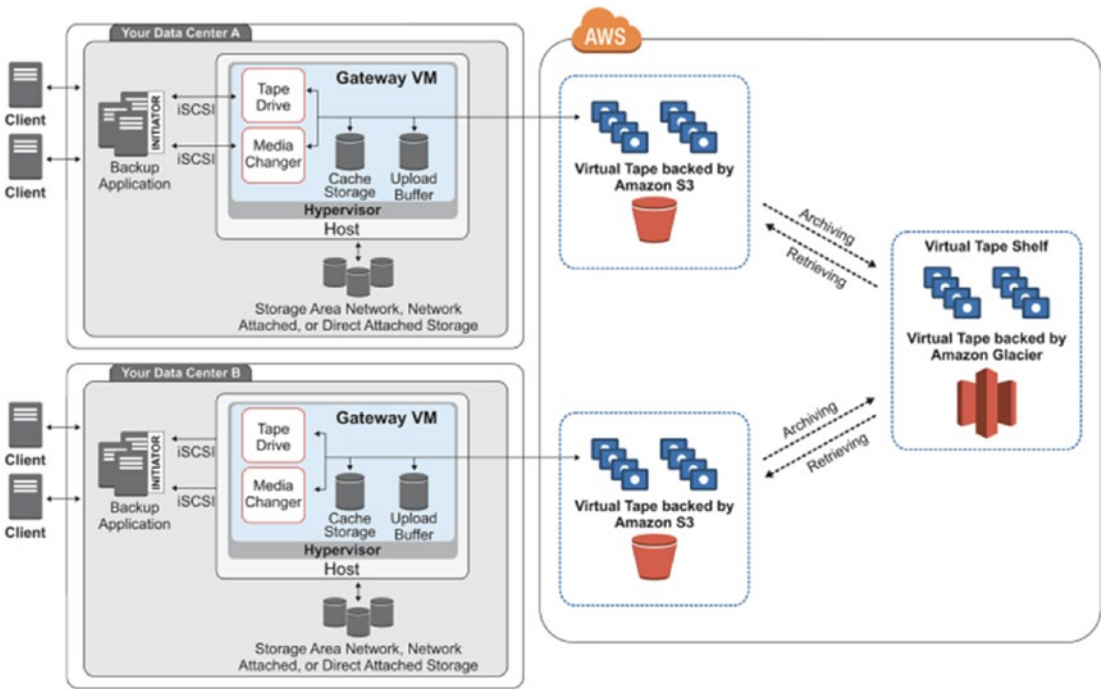 Your Data Center A
Client
Client
INITIATOR
Backup
Application
iSCSI
iSCSI
Gateway VM
Tape
Drive
Media
Changer
Cache
Storage
Upload
Buffer
Hypervisor
Host
Storage Area Network, Network
Attached, or Direct Attached Storage
Your Data Center B
Client
Client
INITIATOR
Backup
Application
iSCSI
iSCSI
Gateway VM
Tape
Drive
Media
Changer
Cache
Storage
Upload
Buffer
Hypervisor
Host
Storage Area Network, Network
Attached, or Direct Attached Storage
AWS
Virtual Tape backed by
Amazon S3
Archiving
Retrieving
Virtual Tape Shelf
Virtual Tape backed by
Amazon Glacier
Archiving
Retrieving
Virtual Tape backed by
Amazon S3